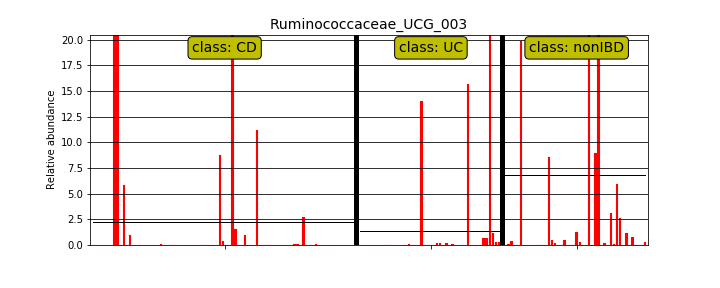 Ruminococcaceae_UCG_003
class: CD
class: UC
class: nonIBD
Relative abundance
20.0
17.5
15.0
12.5
10.0
7.5
5.0
2.5
0.0